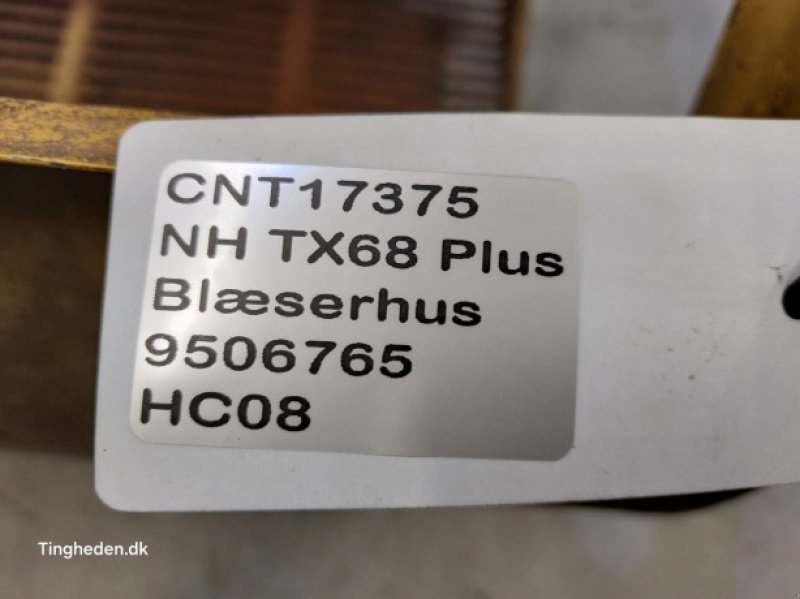 CNT17375
NH TX68 Plus
Blæserhus
9506765
HC08
Tingheden.dk